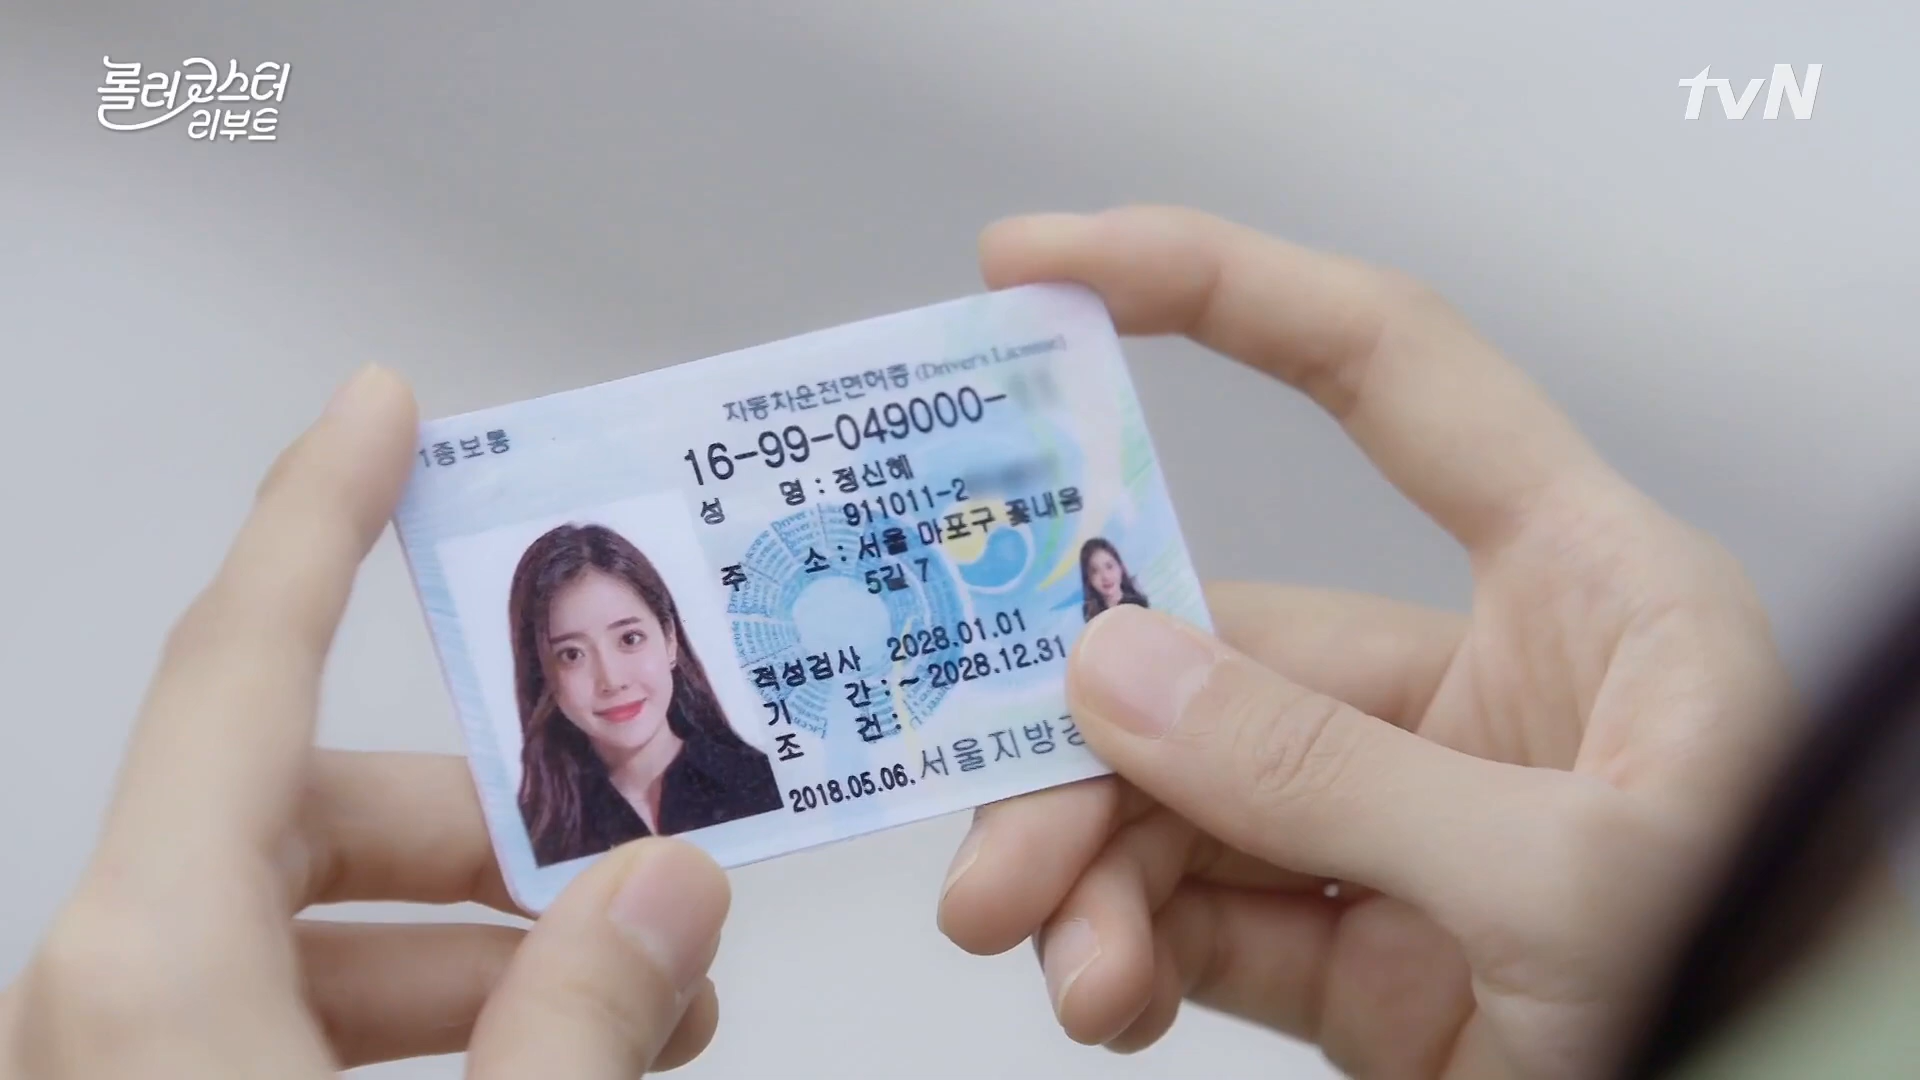 롤러코스터
리부트
tvN
자동차운전면허증 (Driver's License)
1종보통
16-99-049000-
성 명 : 정신혜
911011-2
주 소 : 서울 마포구 꽃내음
5길 7
적성검사 2028.01.01
기 간 : ~ 2028.12.31
조 건 :
2018.05.06. 서울지방경